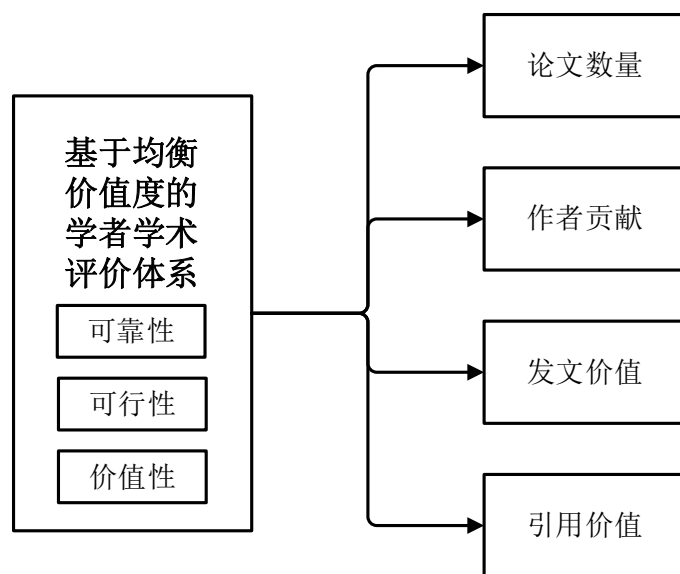 基于均衡
价值度的
学者学术
评价体系
可靠性
可行性
价值性
论文数量
作者贡献
发文价值
引用价值